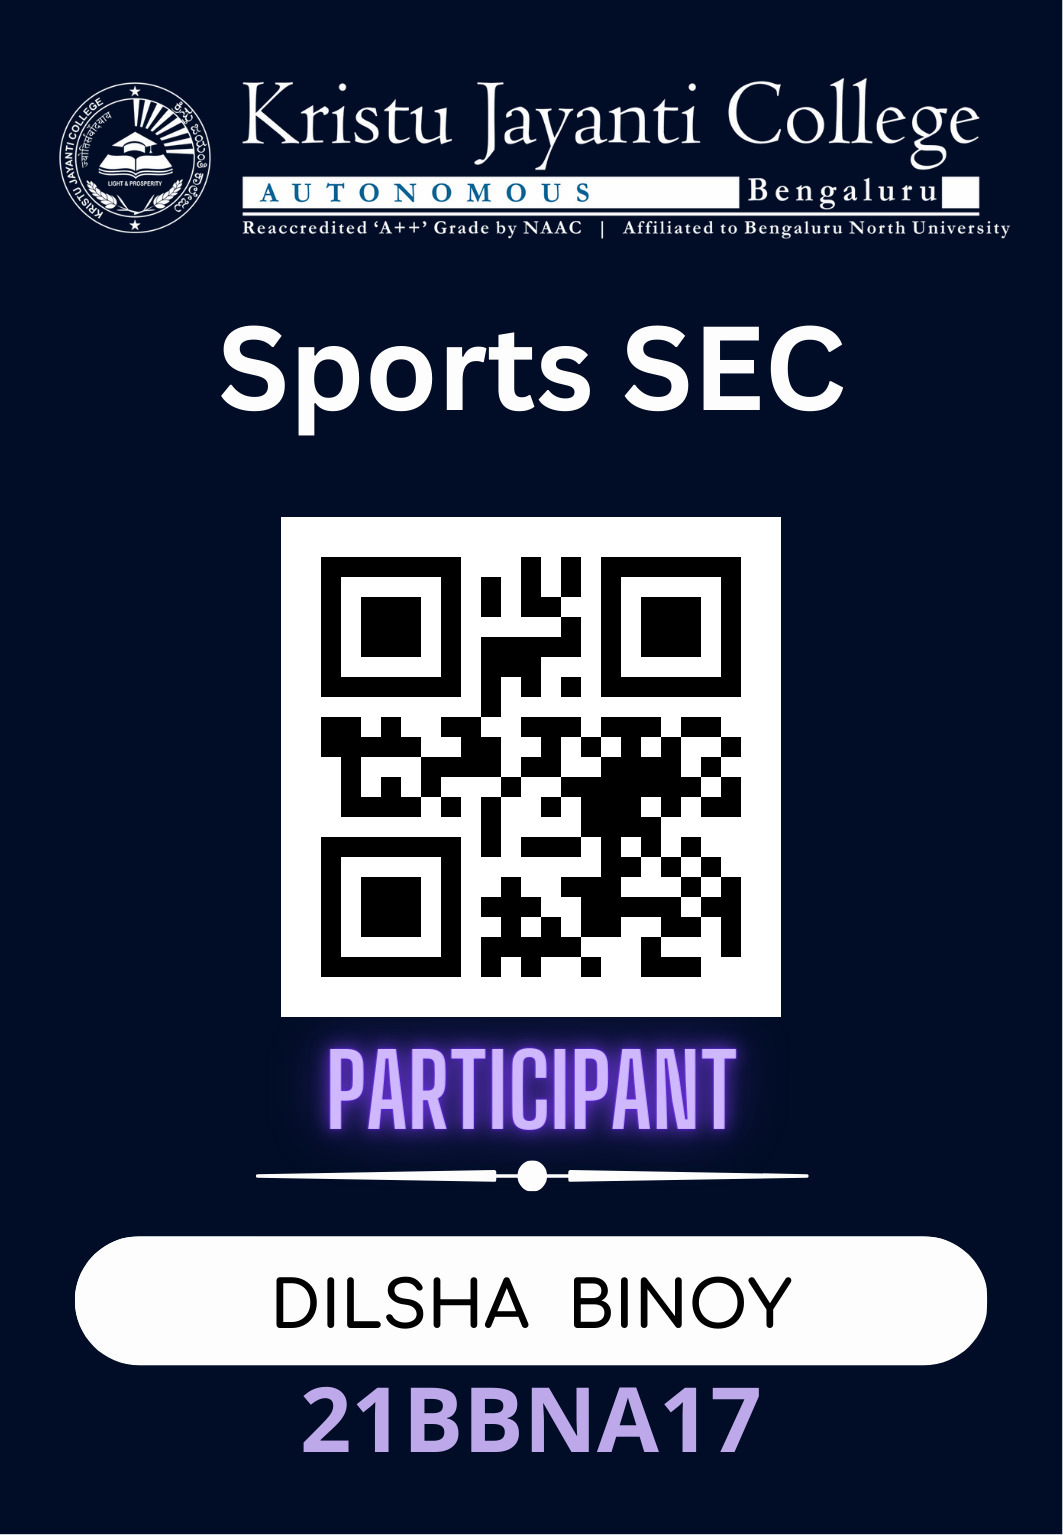 KRISTU JAYANTI COLLEGE
ಕ್ರಿಸ್ತು ಜಯಂತಿ ಕಾಲೇಜು
LIGHT & PROSPERITY
Kristu Jayanti College
AUTONOMOUS Bengaluru
Reaccredited ‘A++’ Grade by NAAC | Affiliated to Bengaluru North University
Sports SEC
PARTICIPANT
DILSHA BINOY
21BBNA17